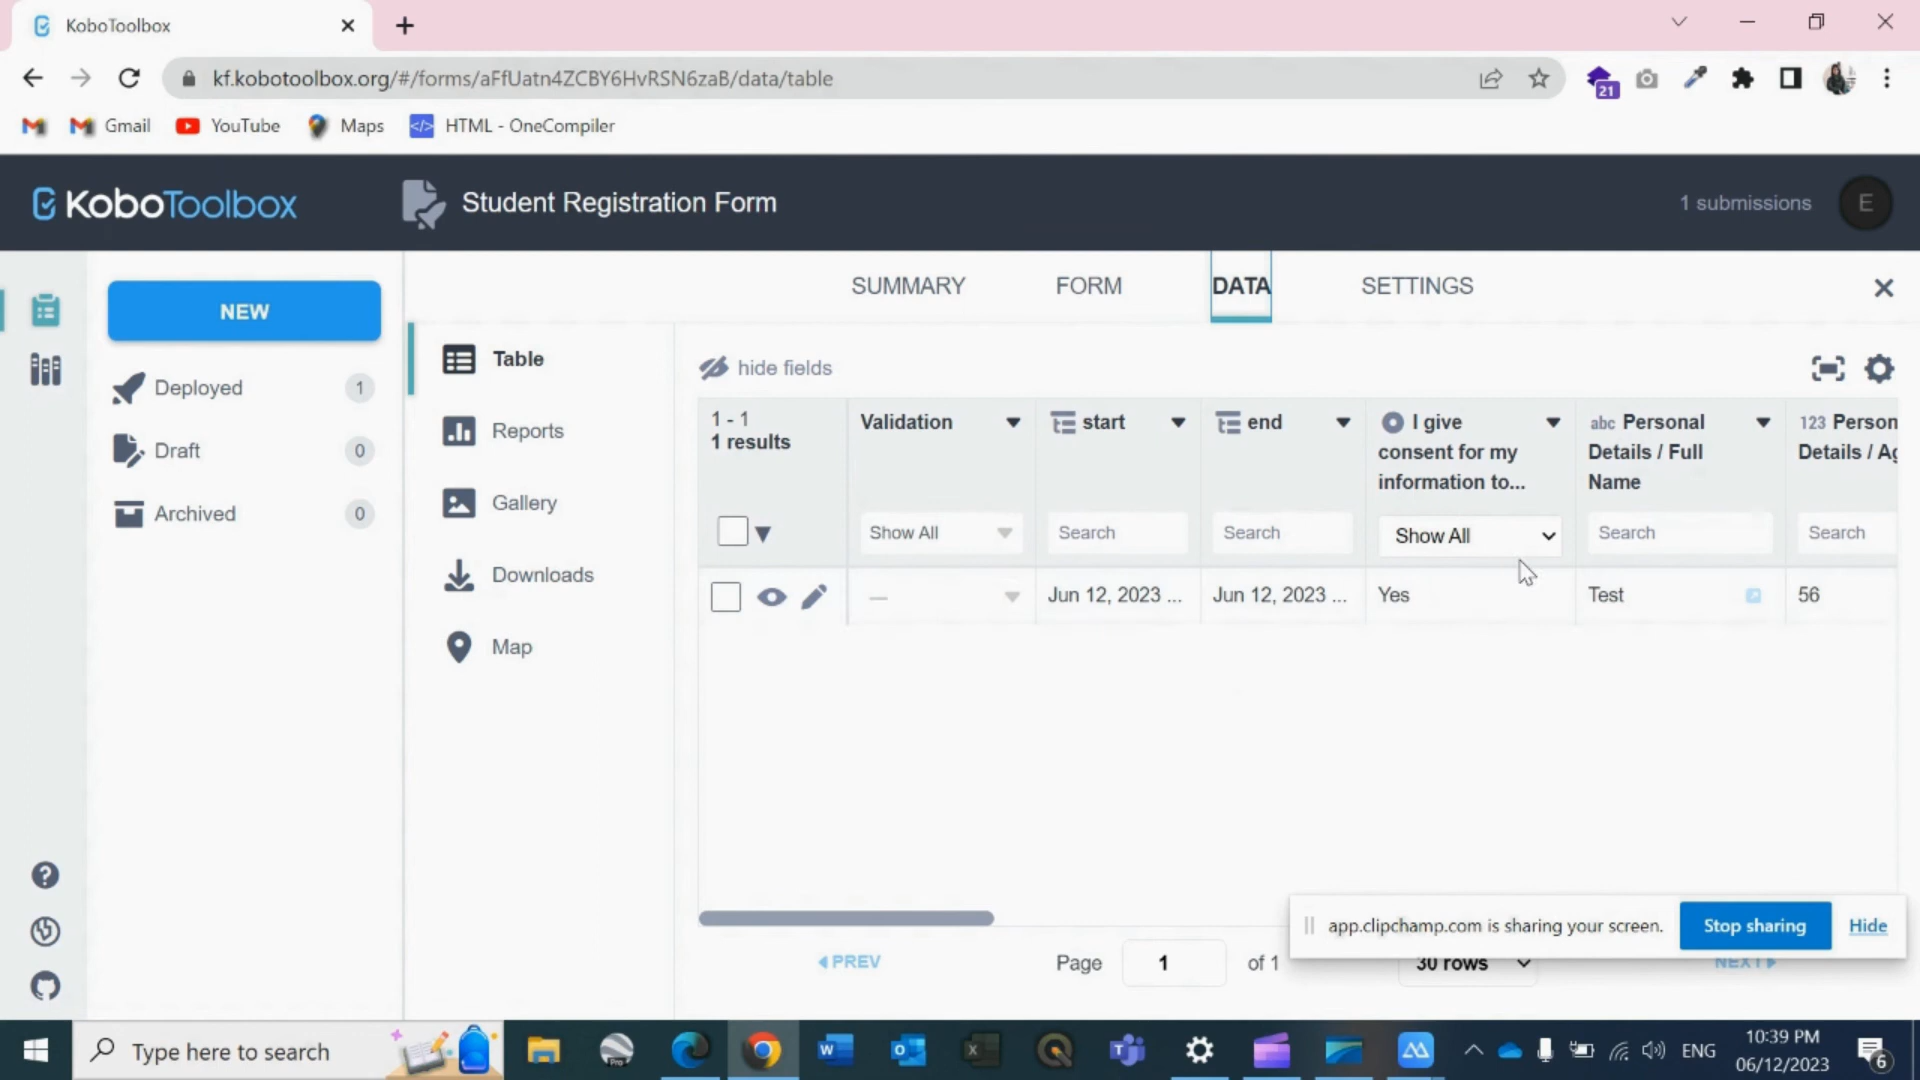 KoboToolbox
kf.kobotoolbox.org/#/forms/aFfUatn4ZCBY6HvRSN6zaB/data/table
21
Gmail YouTube Maps HTML - OneCompiler
KoboToolbox
Student Registration Form
1 submissions
E
SUMMARY FORM DATA SETTINGS
NEW
Deployed 1
Draft 0
Archived 0
Table
Reports
Gallery
Downloads
Map
hide fields
1 - 1
1 results
Validation
start
end
I give
consent for my
information to...
abc Personal
Details / Full
Name
123 Person
Details / Ag
Show All Search Search Show All Search Search
Jun 12, 2023 ... Jun 12, 2023 ... Yes Test 56
PREV Page 1 of 1 30 rows NEXT
app.clipchamp.com is sharing your screen. Stop sharing Hide
Type here to search
ENG
10:39 PM
06/12/2023
6